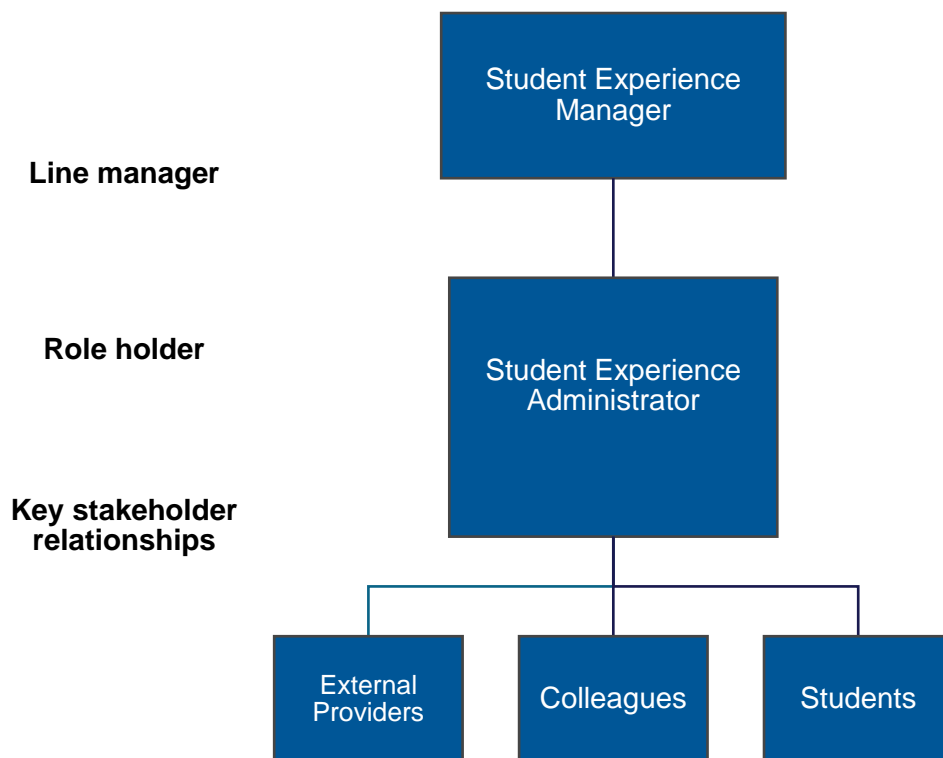 Student Experience
Manager
Line manager
Role holder
Student Experience
Administrator
Key stakeholder
relationships
External
Providers
Colleagues
Students